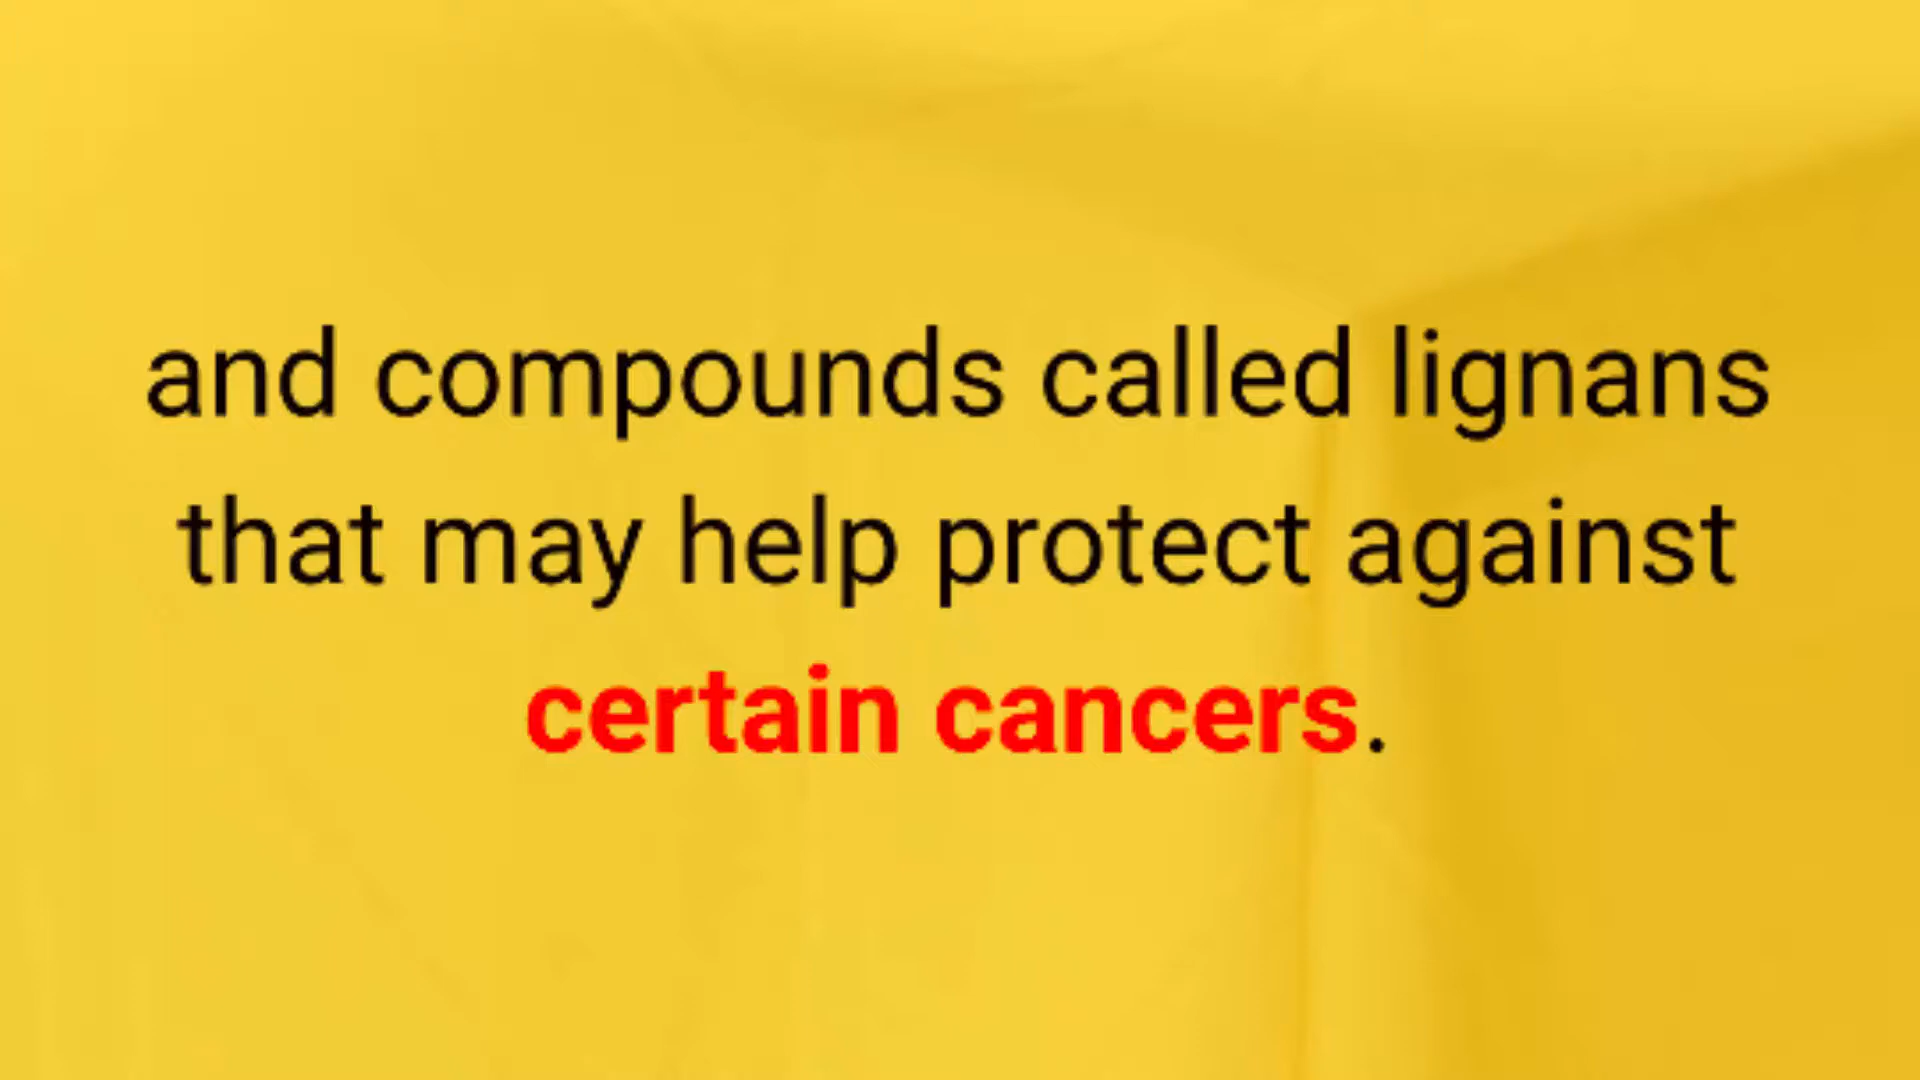 and compounds called lignans
that may help protect against
certain cancers.